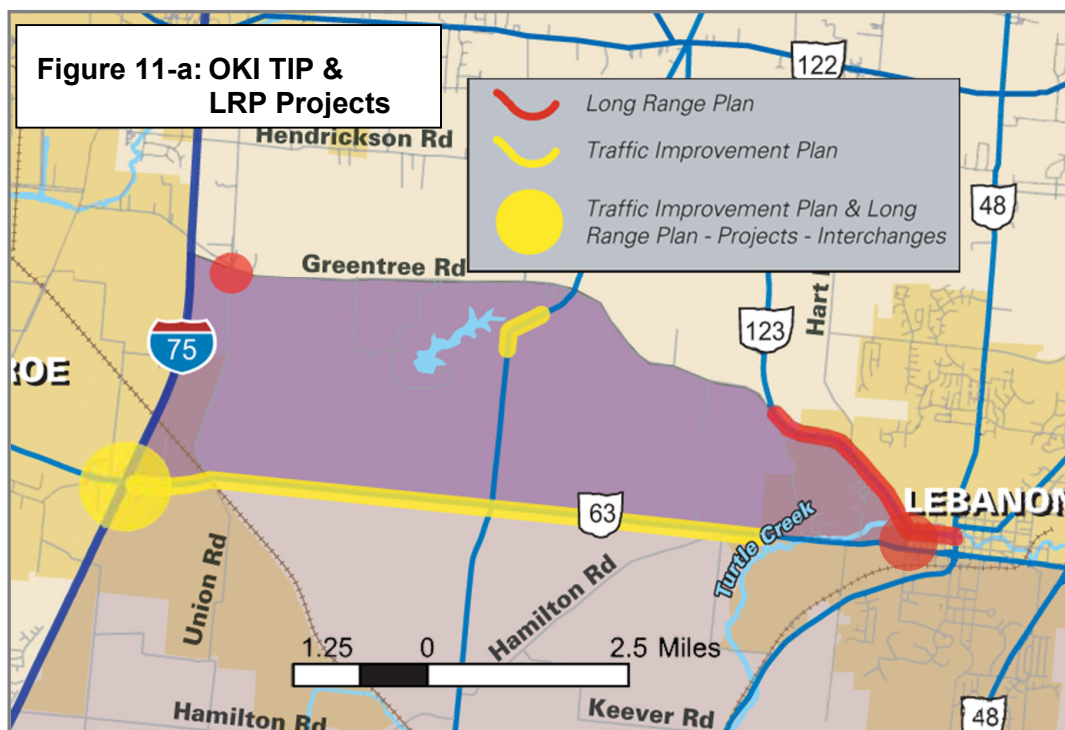 Figure 11-a: OKI TIP &
LRP Projects
Long Range Plan
Traffic Improvement Plan
Traffic Improvement Plan & Long
Range Plan - Projects - Interchanges
122
Hendrickson Rd
48
Greentree Rd
123
Hart
75
ROE
LEBANON
63
Turtle Creek
Union Rd
Hamilton Rd
1.25 0 2.5 Miles
Hamilton Rd
Keever Rd
48